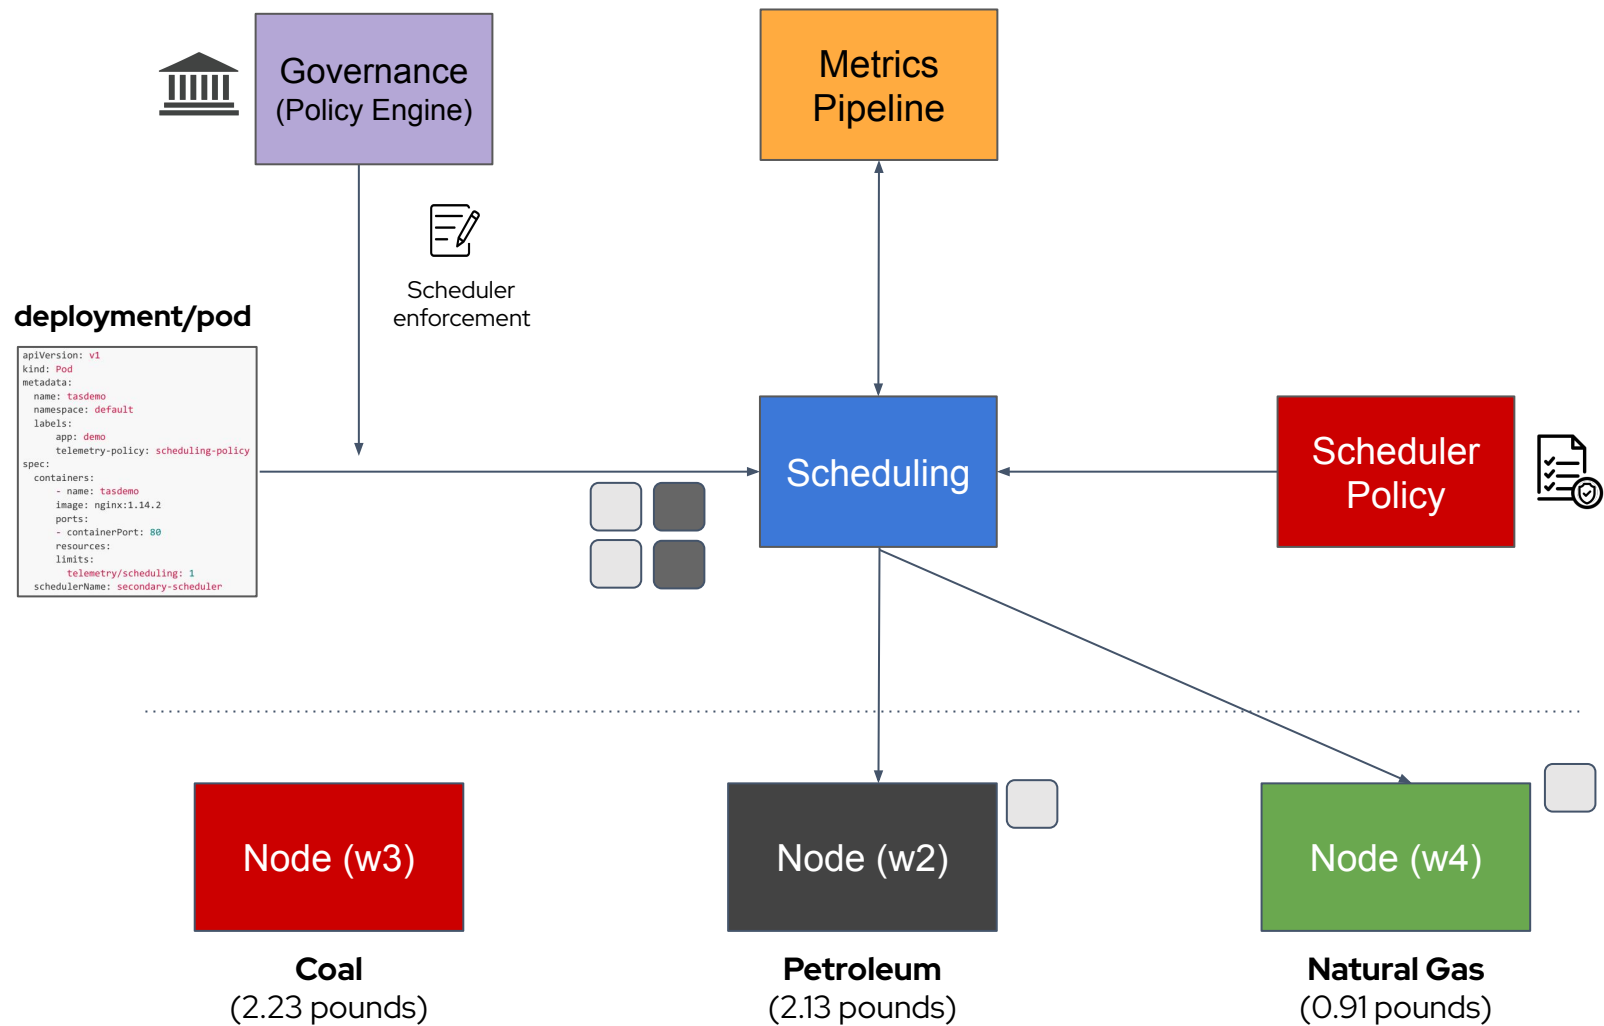 Governance
(Policy Engine)
Metrics
Pipeline
Scheduler
enforcement
deployment/pod
apiVersion: v1
kind: Pod
metadata:
name: tasdemo
namespace: default
labels:
app: demo
telemetry-policy: scheduling-policy
spec:
containers:
- name: tasdemo
image: nginx:1.14.2
ports:
- containerPort: 80
resources:
limits:
telemetry/scheduling: 1
schedulerName: secondary-scheduler
Scheduling
Scheduler
Policy
Node (w3)
Node (w2)
Node (w4)
Coal
(2.23 pounds)
Petroleum
(2.13 pounds)
Natural Gas
(0.91 pounds)